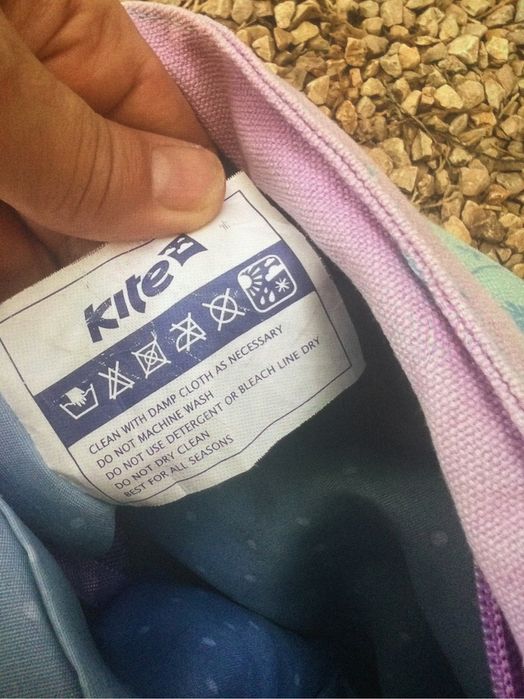 kite
CLEAN WITH DAMP CLOTH AS NECESSARY
DO NOT MACHINE WASH
DO NOT USE DETERGENT OR BLEACH LINE DRY
DO NOT DRY CLEAN
BEST FOR ALL SEASONS